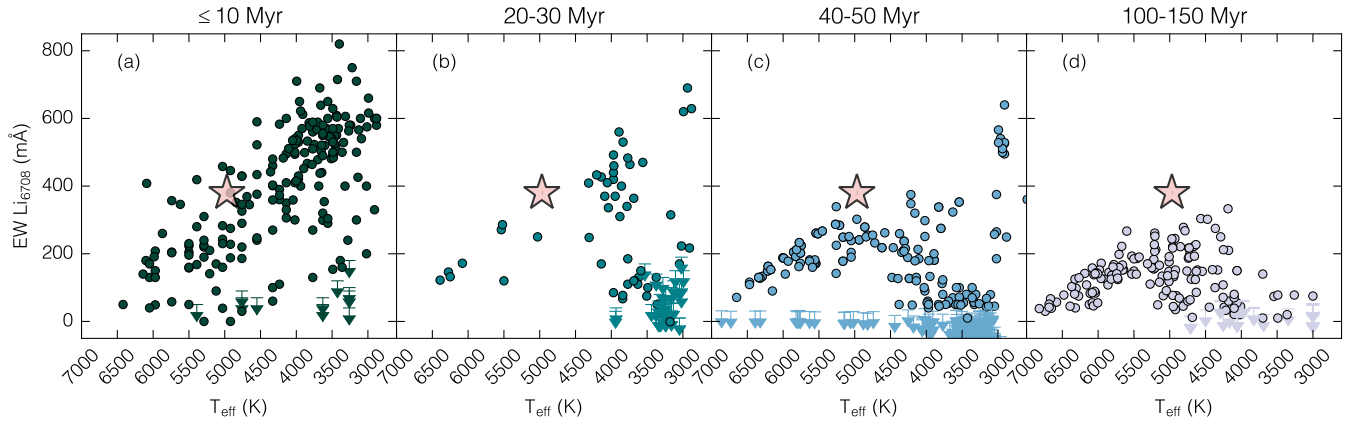 ≤ 10 Myr 20-30 Myr 40-50 Myr 100-150 Myr
(a) (b) (c) (d)
800
600
400
200
0
EW Li6708 (mÅ)
7000 6500 6000 5500 5000 4500 4000 3500 3000 7000 6500 6000 5500 5000 4500 4000 3500 3000 7000 6500 6000 5500 5000 4500 4000 3500 3000 7000 6500 6000 5500 5000 4500 4000 3500 3000
Teff (K) Teff (K) Teff (K) Teff (K)